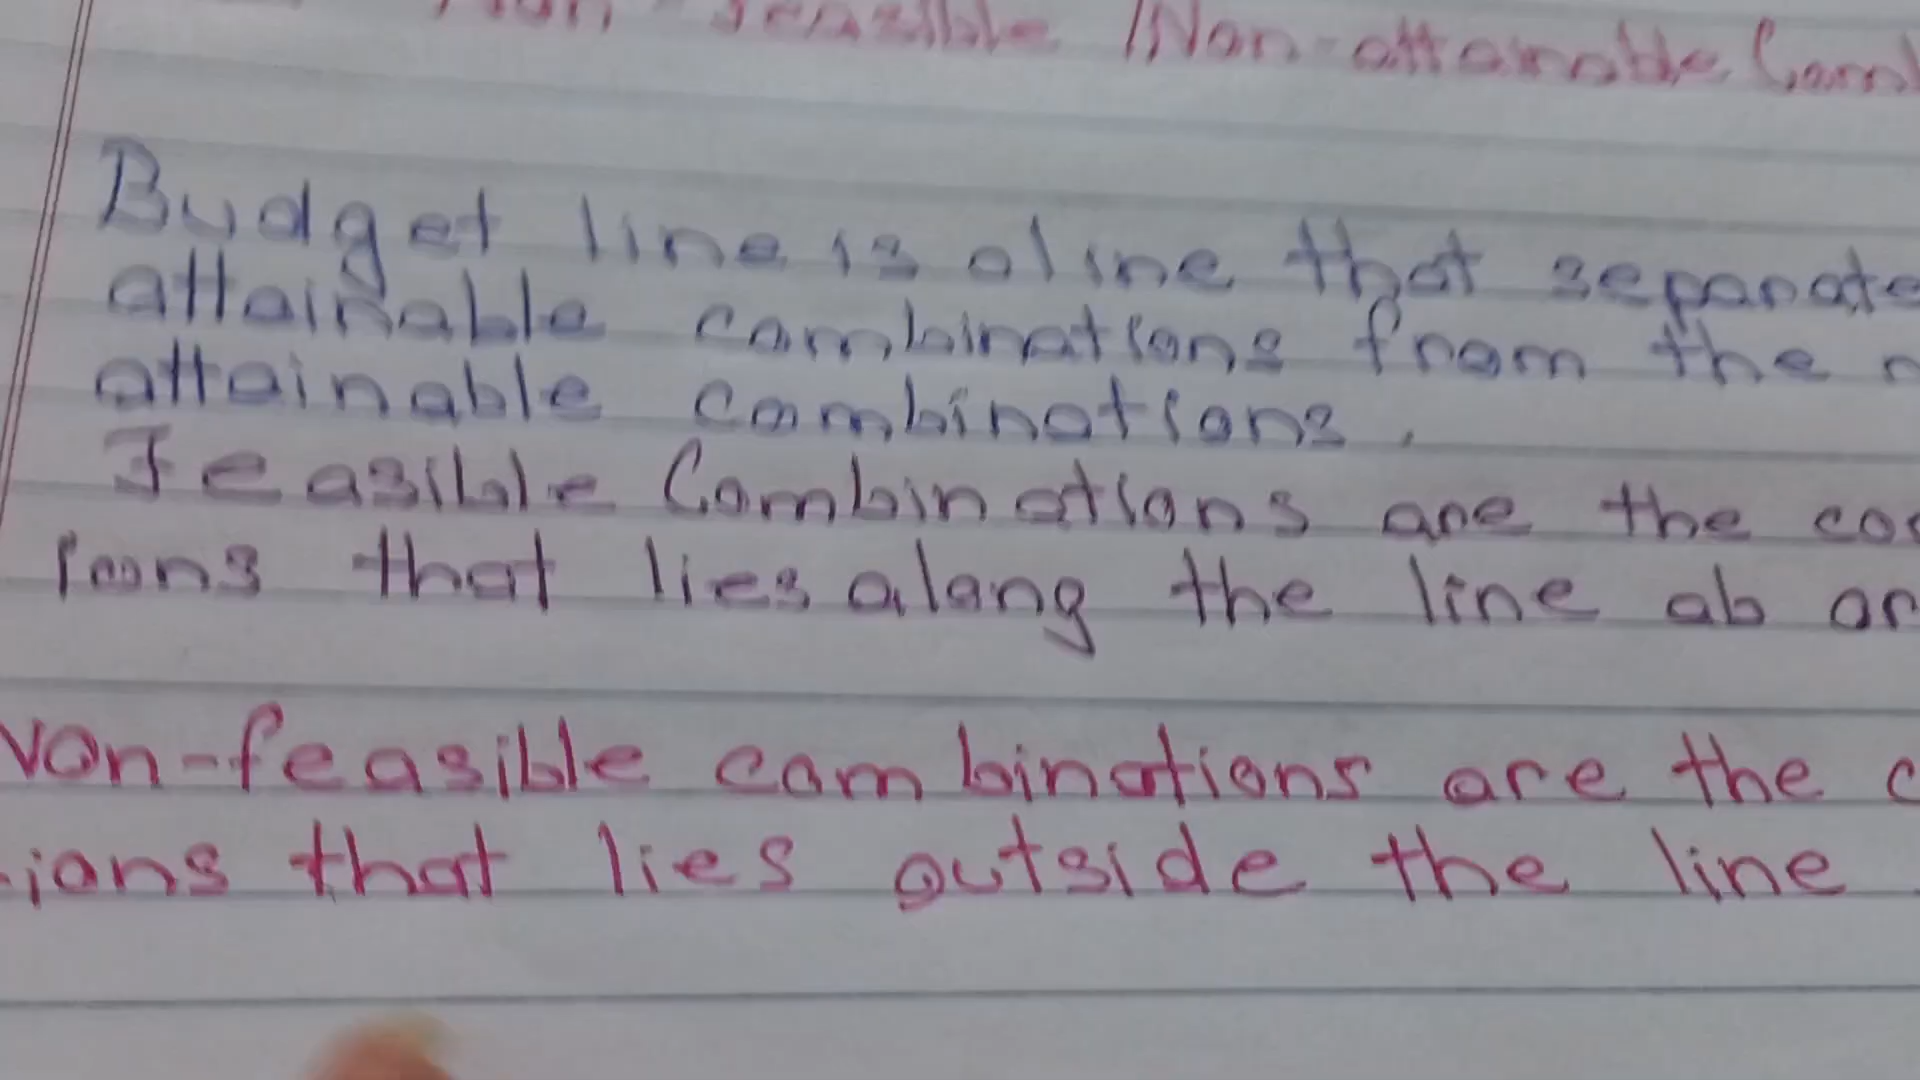 Non-feasible /Non-attainable Comb
Budget line is a line that separate
attainable combinations from the n
attainable combinations.
Feasible Combinations are the co
ions that lies along the line ab or
Non-feasible combinations are the c
ions that lies outside the line